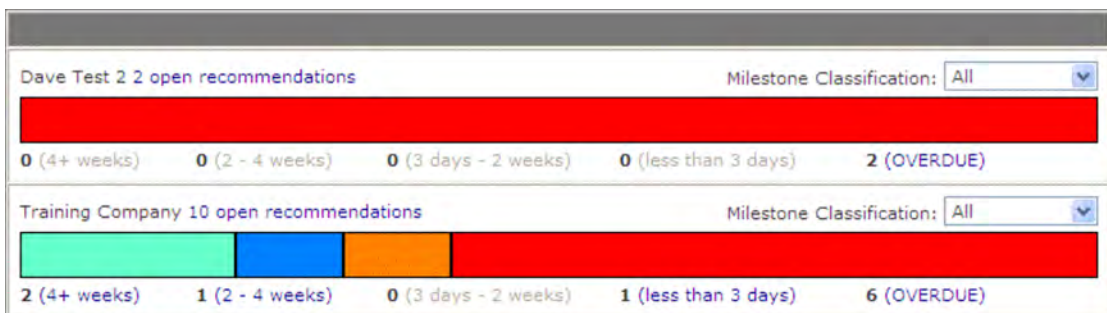 Dave Test 2 2 open recommendations Milestone Classification: All
0 (4+ weeks) 0 (2 - 4 weeks) 0 (3 days - 2 weeks) 0 (less than 3 days) 2 (OVERDUE)
Training Company 10 open recommendations Milestone Classification: All
2 (4+ weeks) 1 (2 - 4 weeks) 0 (3 days - 2 weeks) 1 (less than 3 days) 6 (OVERDUE)